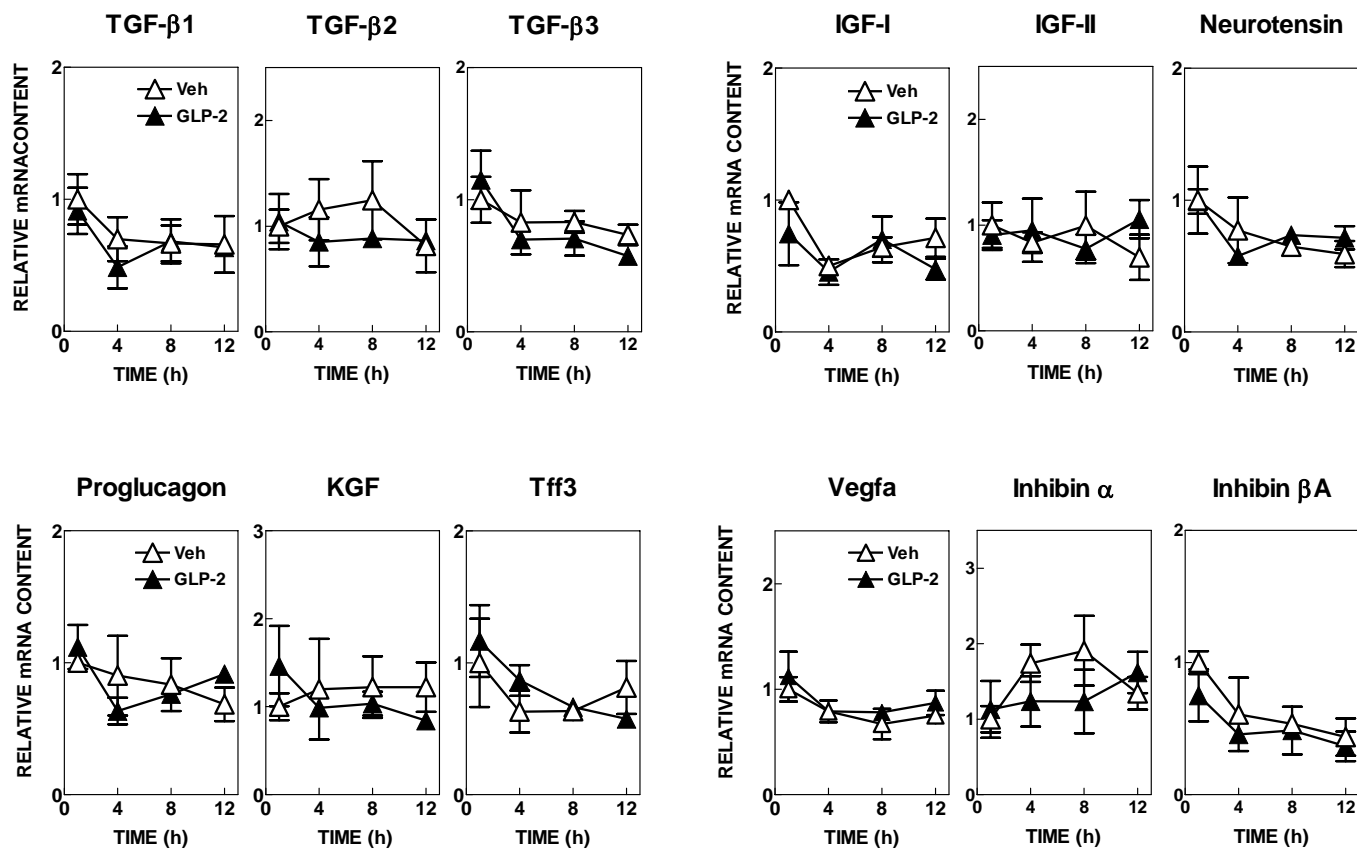 TGF-β1 TGF-β2 TGF-β3 IGF-I IGF-II Neurotensin
RELATIVE mRNACONTENT
2
1
0
Veh
GLP-2
0 4 8 12
TIME (h)
2
1
0
0 4 8 12
TIME (h)
2
1
0
0 4 8 12
TIME (h)
RELATIVE mRNA CONTENT
2
1
0
Veh
GLP-2
0 4 8 12
TIME (h)
2
1
0
0 4 8 12
TIME (h)
2
1
0
0 4 8 12
TIME (h)
Proglucagon KGF Tff3 Vegfa Inhibin α Inhibin βA
RELATIVE mRNA CONTENT
2
1
0
Veh
GLP-2
0 4 8 12
TIME (h)
3
2
1
0
0 4 8 12
TIME (h)
2
1
0
0 4 8 12
TIME (h)
RELATIVE mRNA CONTENT
2
1
0
Veh
GLP-2
0 4 8 12
TIME (h)
3
2
1
0
0 4 8 12
TIME (h)
2
1
0
0 4 8 12
TIME (h)